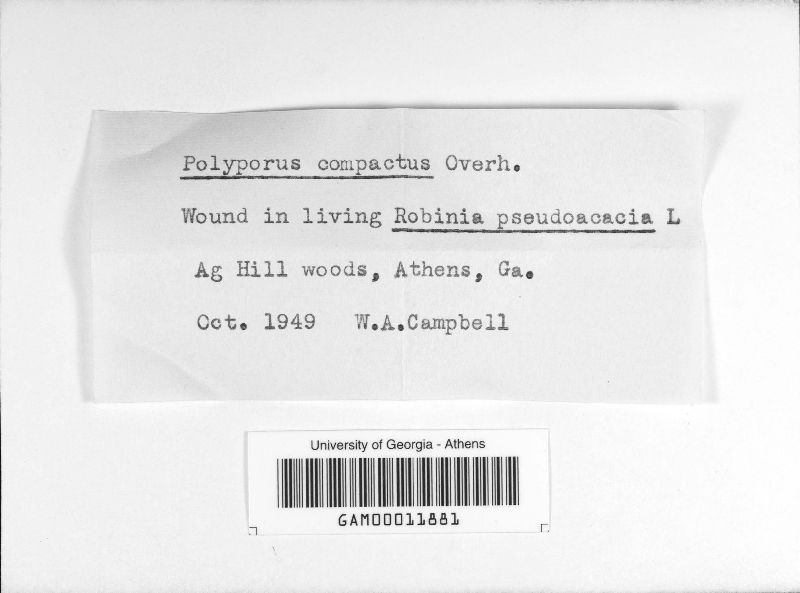 Polyporus compactus Overh.
Wound in living Robinia pseudoacacia L
Ag Hill woods, Athens, Ga.
Oct. 1949 W.A.Campbell
University of Georgia - Athens
GAM00011881